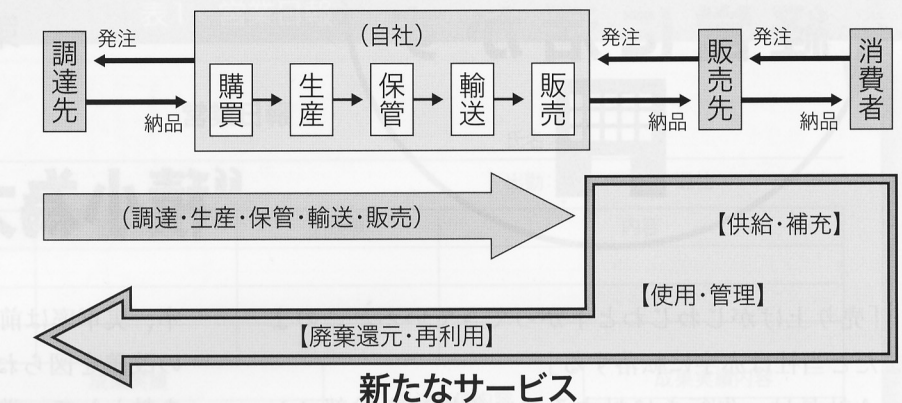 (自社)
調達先
発注
納品
購買
生産
保管
輸送
販売
発注
納品
販売先
発注
納品
消費者
(調達・生産・保管・輸送・販売)
【供給・補充】
【使用・管理】
【廃棄還元・再利用】
新たなサービス